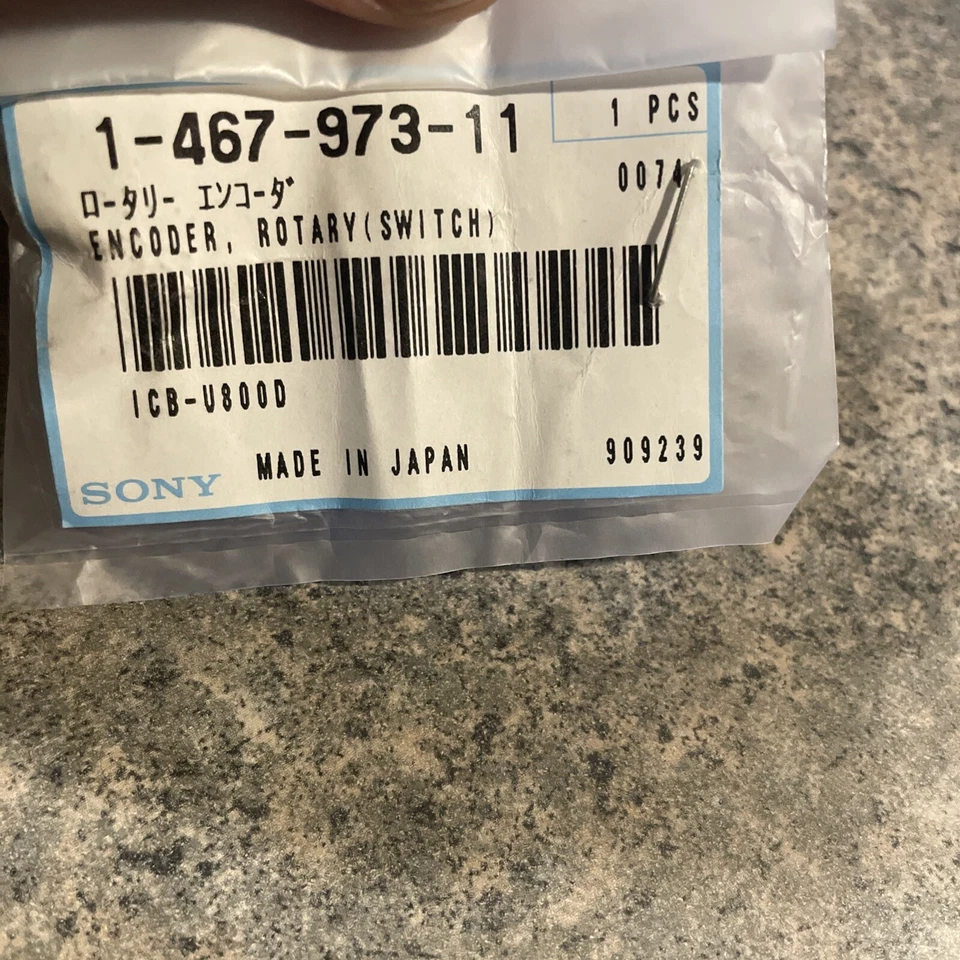 1-467-973-11
1 PCS
0074
ロータリー エンコーダ
ENCODER, ROTARY(SWITCH)
ICB-U800D
SONY
MADE IN JAPAN
909239